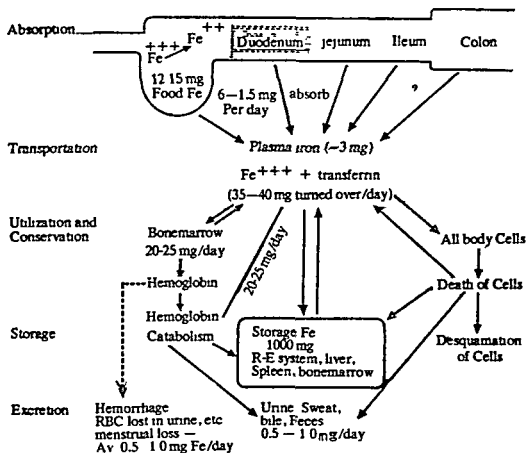 Absorption
Fe ++
+++
Fe
Duodenum
jejunum
Ileum
Colon
12 15 mg
Food Fe
6–1.5 mg
Per day
absorb
?
Transportation
Plasma iron (~3 mg)
Fe+++ + transferrin
(35–40 mg turned over/day)
Utilization and
Conservation
Bonemarrow
20-25 mg/day
20-25 mg/day
All body Cells
Hemoglobin
Death of Cells
Hemoglobin
Catabolism
Storage
Storage Fe
1000 mg
R-E system, liver,
Spleen, bonemarrow
Desquamation
of Cells
Excretion
Hemorrhage
RBC lost in urine, etc
menstrual loss —
Av 0.5 1 0 mg Fe/day
Urine Sweat,
bile, Feces
0.5 – 1 0 mg/day